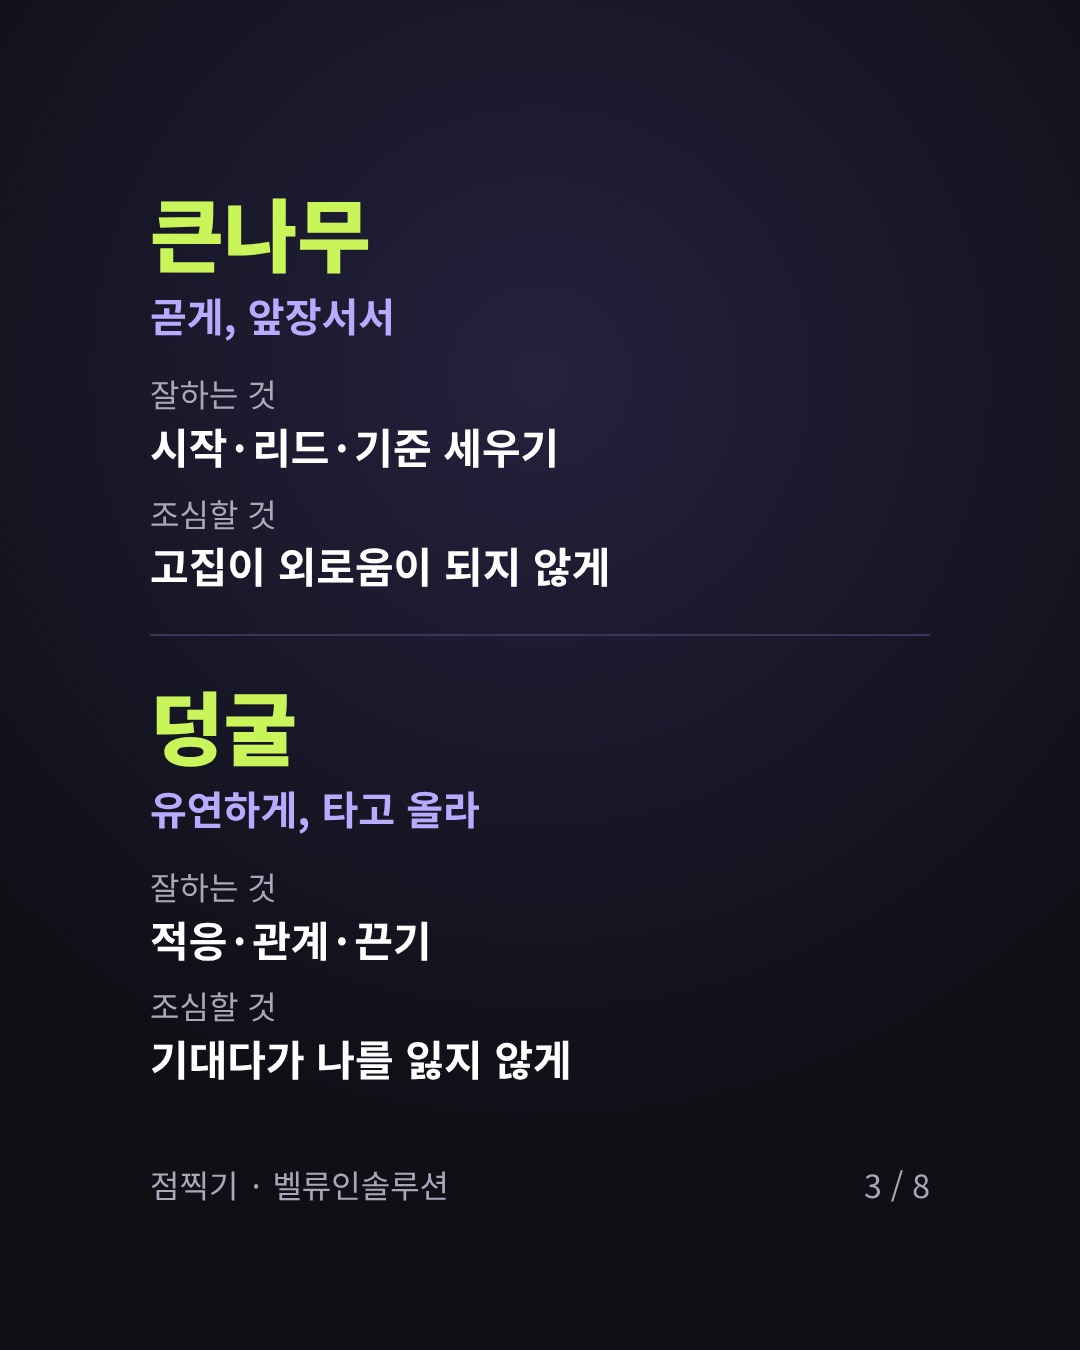 큰나무
곧게, 앞장서서
잘하는 것
시작·리드·기준 세우기
조심할 것
고집이 외로움이 되지 않게
덩굴
유연하게, 타고 올라
잘하는 것
적응·관계·끈기
조심할 것
기대다가 나를 잃지 않게
점찍기 · 벨류인솔루션
3 / 8